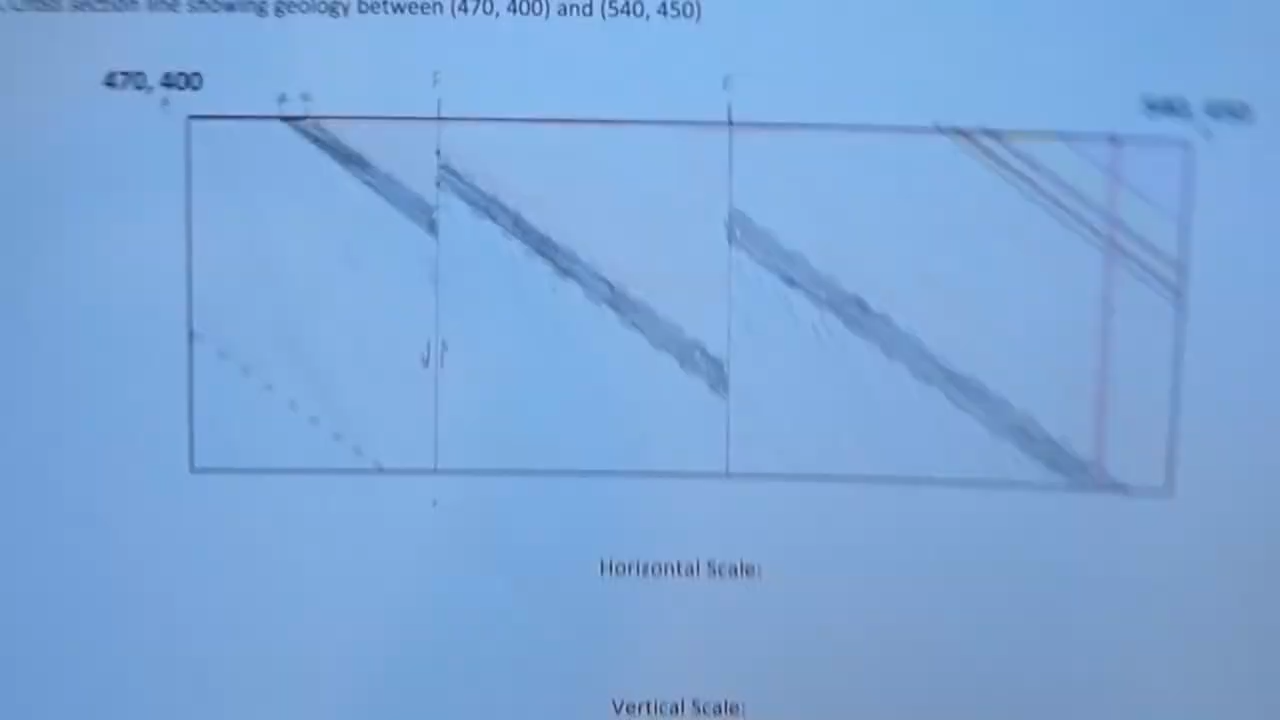 section line showing geology between (470, 400) and (540, 450)
470, 400
F
Horizontal Scale:
Vertical Scale: